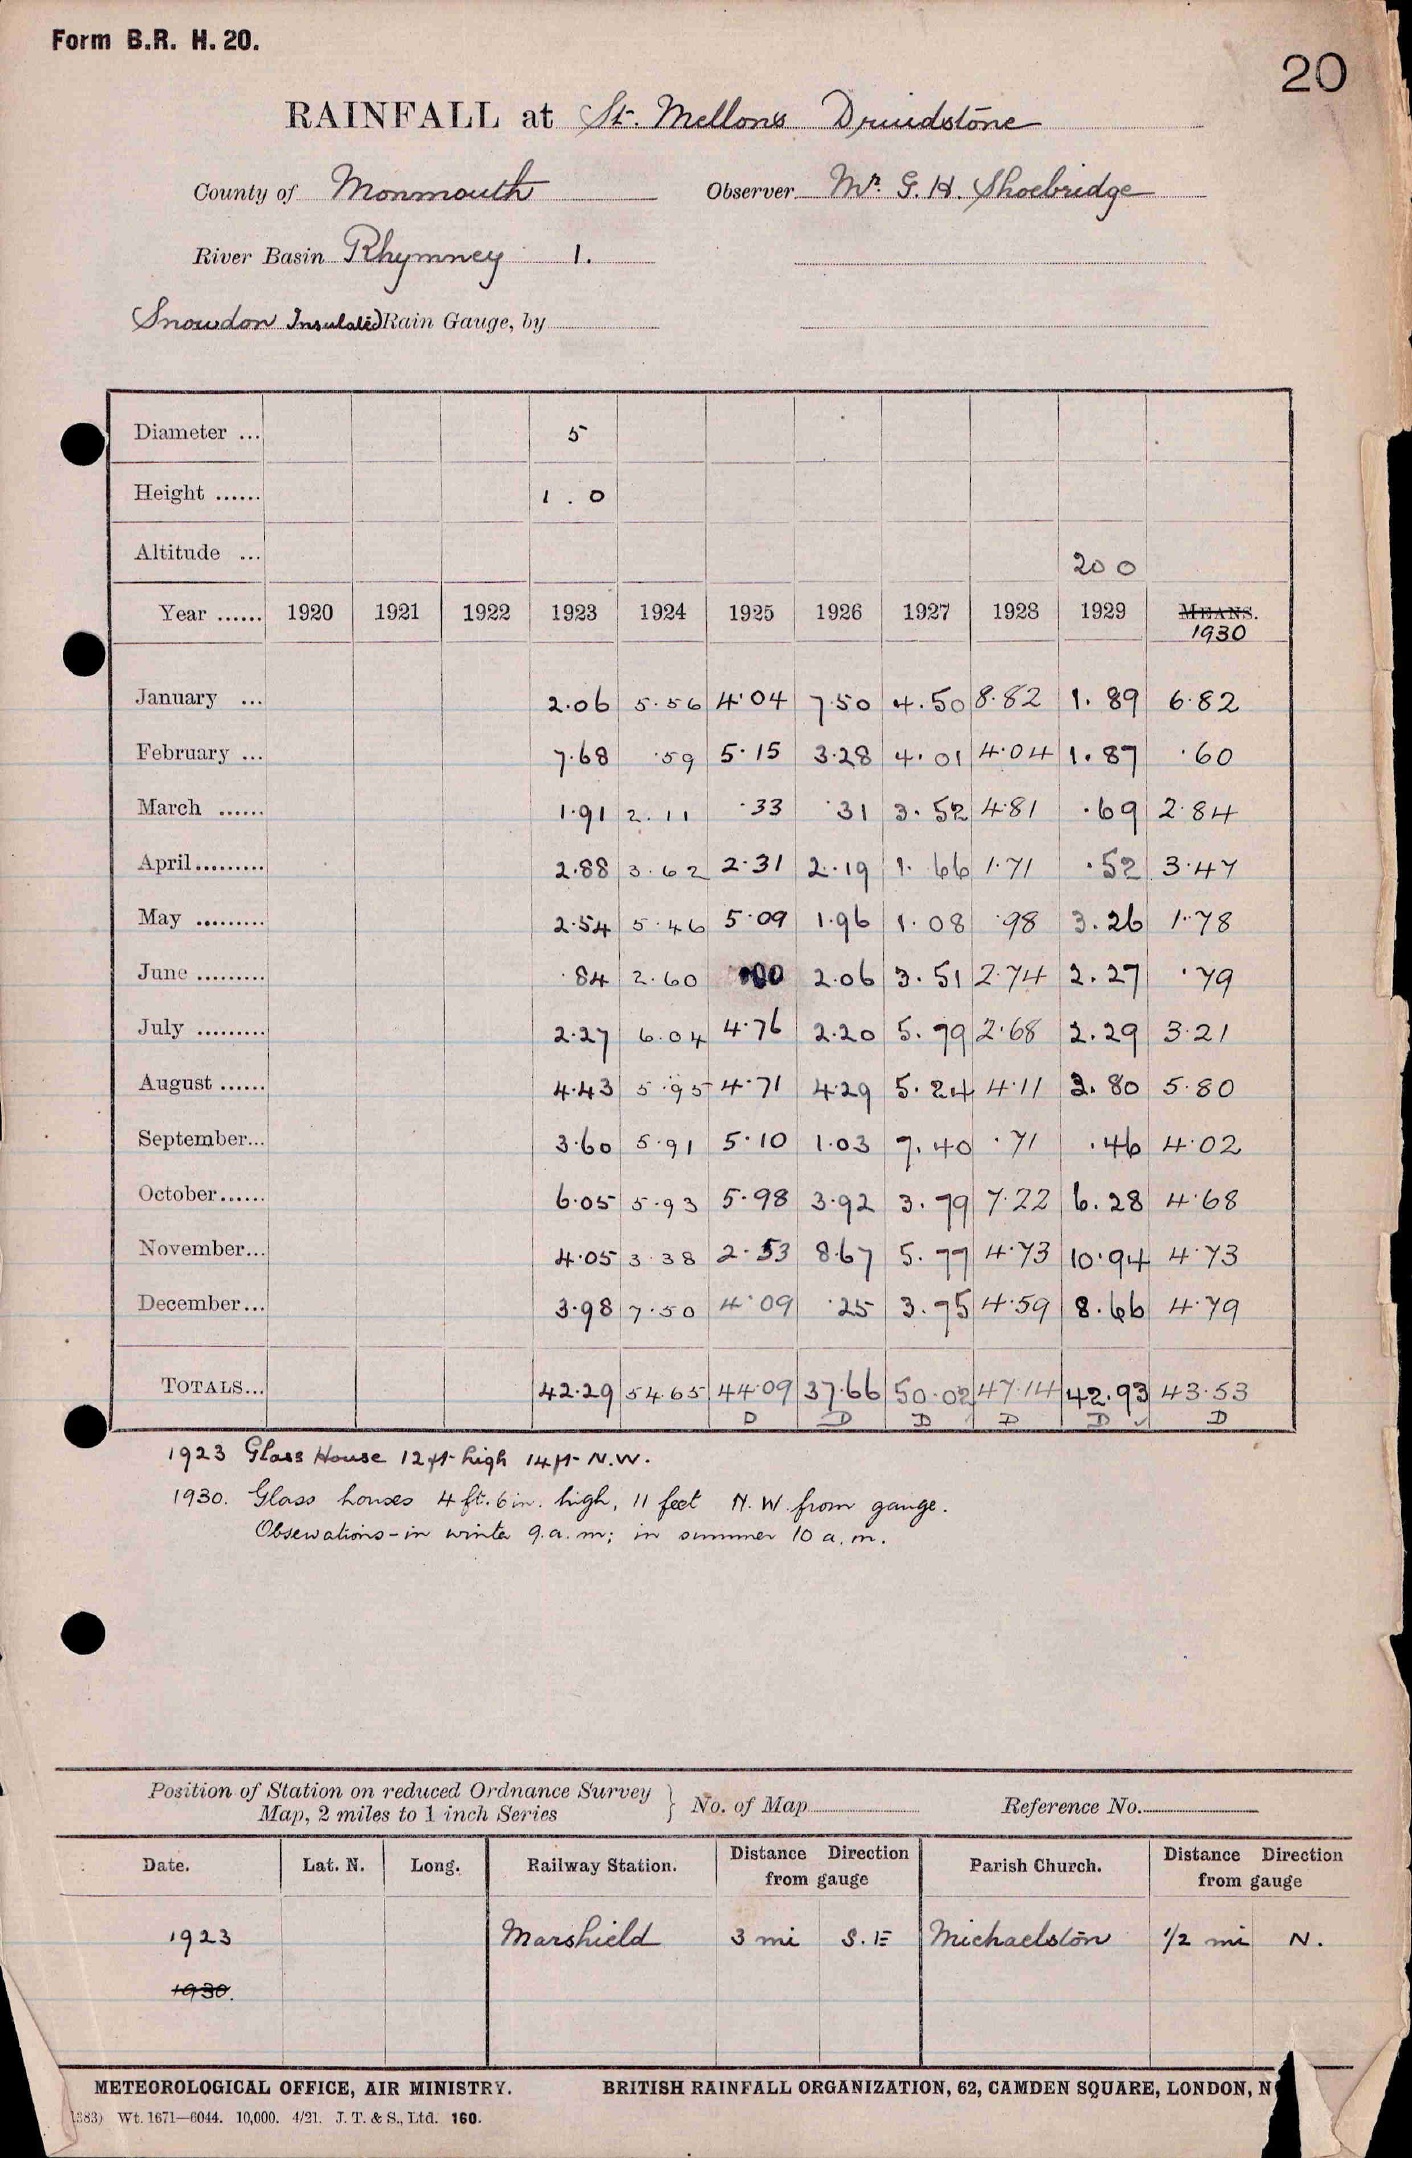 Form B.R. H. 20.
20
RAINFALL at St. Mellons Druidstone
County of Monmouth Observer Mr. G. H. Shoebridge
River Basin Rhymney 1.
Snowdon Insulated Rain Gauge, by
Diameter ... 5
Height ...... 1 . 0
Altitude ... 200
Year ...... 1920 1921 1922 1923 1924 1925 1926 1927 1928 1929 MEANS.
1930
January ... 2.06 5.56 4.04 7.50 4.50 8.82 1.89 6.82
February ... 7.68 .59 5.15 3.28 4.01 4.04 1.87 .60
March ...... 1.91 2.11 .33 .31 3.52 4.81 .69 2.84
April ......... 2.88 3.62 2.31 2.19 1.66 1.71 .52 3.47
May ......... 2.54 5.46 5.09 1.96 1.08 .98 3.26 1.78
June ......... .84 2.60 2.06 3.51 2.74 2.27 .79
July ......... 2.27 6.04 4.76 2.20 5.79 2.68 2.29 3.21
August ...... 4.43 5.95 4.71 4.29 5.24 4.11 3.80 5.80
September... 3.60 5.91 5.10 1.03 7.40 .71 .46 4.02
October...... 6.05 5.93 5.98 3.92 3.79 7.22 6.28 4.68
November... 4.05 3.38 2.53 8.67 5.77 4.73 10.94 4.73
December... 3.98 7.50 4.09 .25 3.75 4.59 8.66 4.79
TOTALS... 42.29 54.65 44.09 37.66 50.02 47.14 42.93 43.53
D D D D D ✓ D
1923 Glass House 12 ft high 14 ft N.W.
1930. Glass houses 4 ft. 6 in. high, 11 feet N.W. from gauge.
Observations - in winter 9.a.m; in summer 10 a.m.
Position of Station on reduced Ordnance Survey
Map, 2 miles to 1 inch Series } No. of Map Reference No.
Date. Lat. N. Long. Railway Station. Distance Direction from gauge Parish Church. Distance Direction from gauge
1923 Marshield 3 mi S.E Michaelston 1/2 mi N.
1930.
METEOROLOGICAL OFFICE, AIR MINISTRY. BRITISH RAINFALL ORGANIZATION, 62, CAMDEN SQUARE, LONDON, N
383) Wt. 1671—6044. 10,000. 4/21. J. T. & S., Ltd. 160.